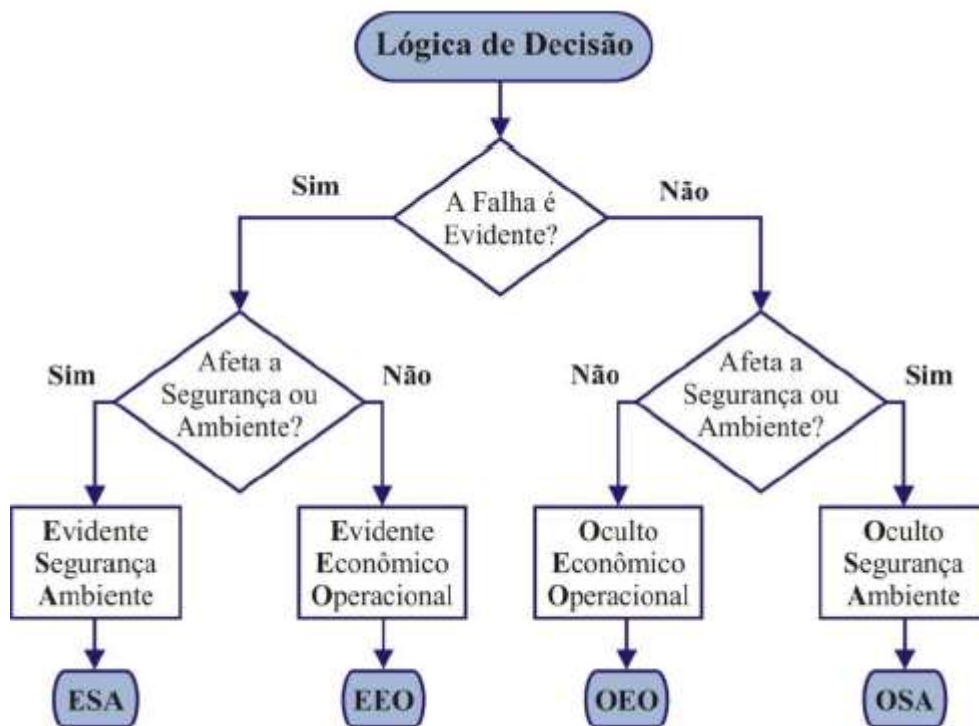 Lógica de Decisão
Sim
Não
A Falha é
Evidente?
Sim
Afeta a
Segurança ou
Ambiente?
Não
Não
Afeta a
Segurança ou
Ambiente?
Sim
Evidente
Segurança
Ambiente
Evidente
Econômico
Operacional
Oculto
Econômico
Operacional
Oculto
Segurança
Ambiente
ESA
EEO
OEO
OSA